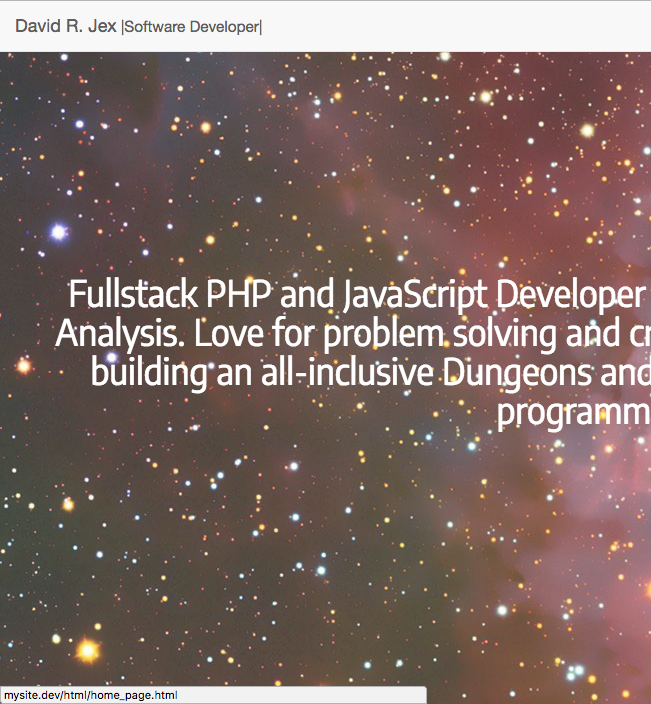 David R. Jex |Software Developer|
Fullstack PHP and JavaScript Developer
Analysis. Love for problem solving and cr
building an all-inclusive Dungeons and
programm
mysite.dev/html/home_page.html